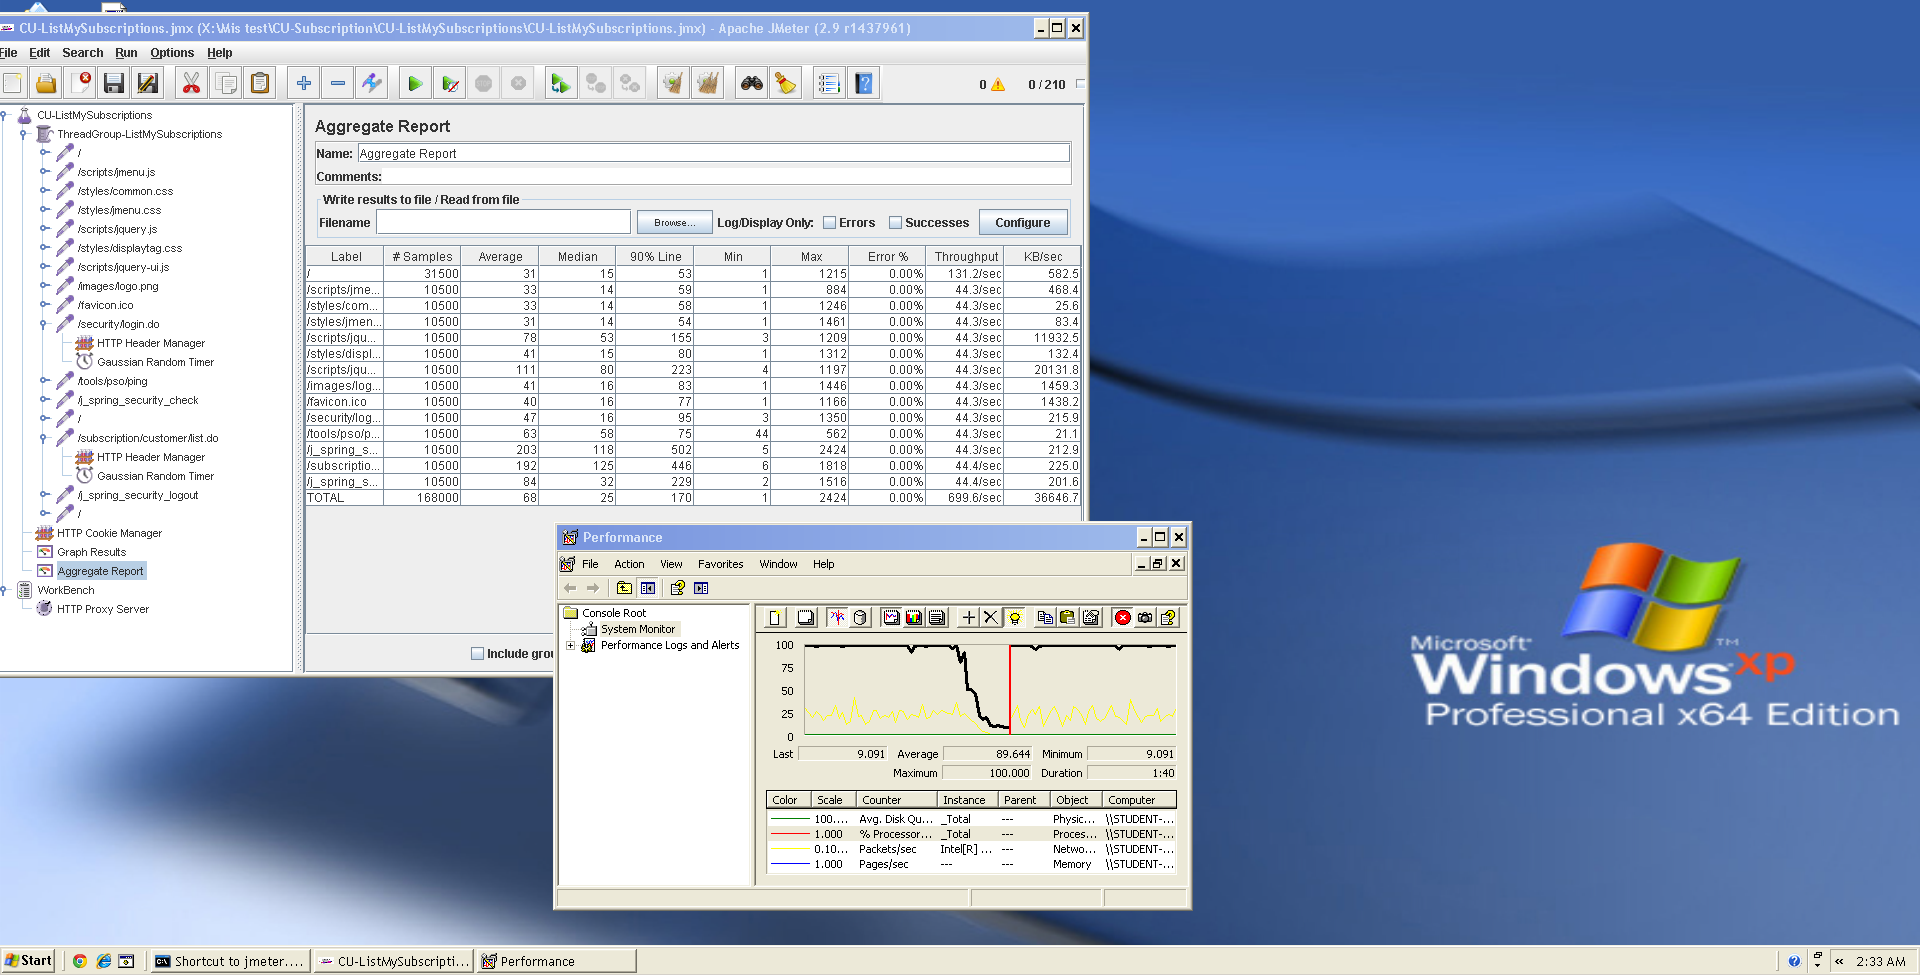 CU-ListMySubscriptions.jmx (X:\Mis test\CU-Subscription\CU-ListMySubscriptions\CU-ListMySubscriptions.jmx) - Apache JMeter (2.9 r1437961)
File Edit Search Run Options Help
0 0 / 210
CU-ListMySubscriptions
ThreadGroup-ListMySubscriptions
/
/scripts/jmenu.js
/styles/common.css
/styles/jmenu.css
/scripts/jquery.js
/styles/displaytag.css
/scripts/jquery-ui.js
/images/logo.png
/favicon.ico
/security/login.do
HTTP Header Manager
Gaussian Random Timer
/tools/pso/ping
/j_spring_security_check
/
/subscription/customer/list.do
HTTP Header Manager
Gaussian Random Timer
/j_spring_security_logout
/
HTTP Cookie Manager
Graph Results
Aggregate Report
WorkBench
HTTP Proxy Server
Aggregate Report
Name: Aggregate Report
Comments:
Write results to file / Read from file
Filename Browse... Log/Display Only: Errors Successes Configure
Label # Samples Average Median 90% Line Min Max Error % Throughput KB/sec
/ 31500 31 15 53 1 1215 0.00% 131.2/sec 582.5
/scripts/jme... 10500 33 14 59 1 884 0.00% 44.3/sec 468.4
/styles/com... 10500 33 14 58 1 1246 0.00% 44.3/sec 25.6
/styles/jmen... 10500 31 14 54 1 1461 0.00% 44.3/sec 83.4
/scripts/jqu... 10500 78 53 155 3 1209 0.00% 44.3/sec 11932.5
/styles/displ... 10500 41 15 80 1 1312 0.00% 44.3/sec 132.4
/scripts/jqu... 10500 111 80 223 4 1197 0.00% 44.3/sec 20131.8
/images/log... 10500 41 16 83 1 1446 0.00% 44.3/sec 1459.3
/favicon.ico 10500 40 16 77 1 1166 0.00% 44.3/sec 1438.2
/security/log... 10500 47 16 95 3 1350 0.00% 44.3/sec 215.9
/tools/pso/p... 10500 63 58 75 44 562 0.00% 44.3/sec 21.1
/j_spring_s... 10500 203 118 502 5 2424 0.00% 44.3/sec 212.9
/subscriptio... 10500 192 125 446 6 1818 0.00% 44.4/sec 225.0
/j_spring_s... 10500 84 32 229 2 1516 0.00% 44.4/sec 201.6
TOTAL 168000 68 25 170 1 2424 0.00% 699.6/sec 36646.7
Include grou
Performance
File Action View Favorites Window Help
Console Root
System Monitor
Performance Logs and Alerts
100
75
50
25
0
Last 9.091 Average 89.644 Minimum 9.091
Maximum 100.000 Duration 1:40
Color Scale Counter Instance Parent Object Computer
100.... Avg. Disk Qu... _Total --- Physic... \\STUDENT-...
1.000 % Processor... _Total --- Proces... \\STUDENT-...
0.10... Packets/sec Intel[R] ... --- Netwo... \\STUDENT-...
1.000 Pages/sec --- --- Memory \\STUDENT-...
Microsoft®
Windows xp
Professional x64 Edition
TM
Start Shortcut to jmeter.... CU-ListMySubscripti... Performance « 2:33 AM